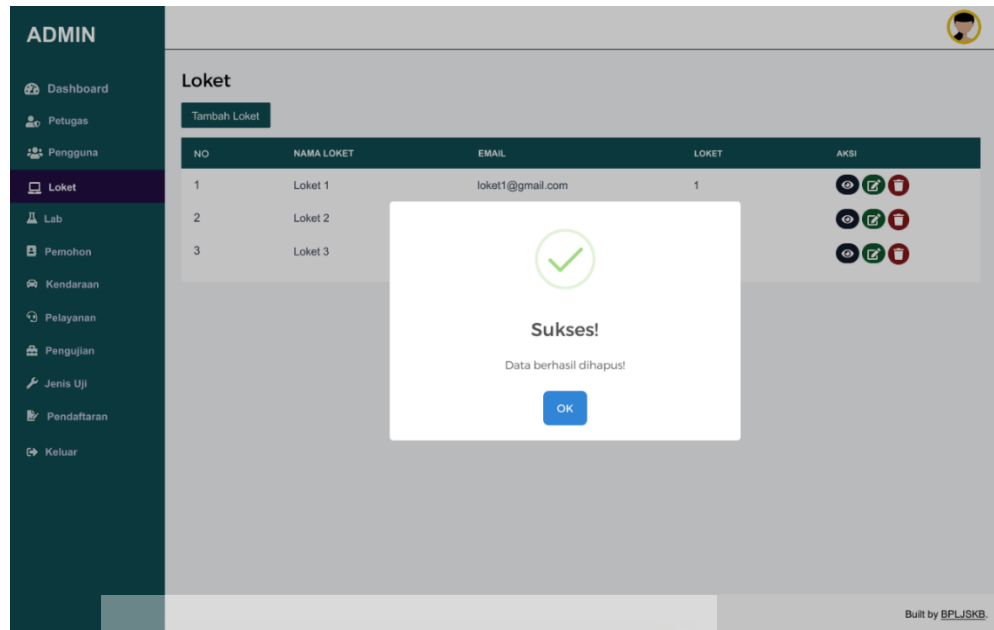 ADMIN
Dashboard
Petugas
Pengguna
Loket
Lab
Pemohon
Kendaraan
Pelayanan
Pengujian
Jenis Uji
Pendaftaran
Keluar
Loket
Tambah Loket
NO NAMA LOKET EMAIL LOKET AKSI
1 Loket 1 loket1@gmail.com 1
2 Loket 2
3 Loket 3
Sukses!
Data berhasil dihapus!
OK
Built by BPLJSKB.